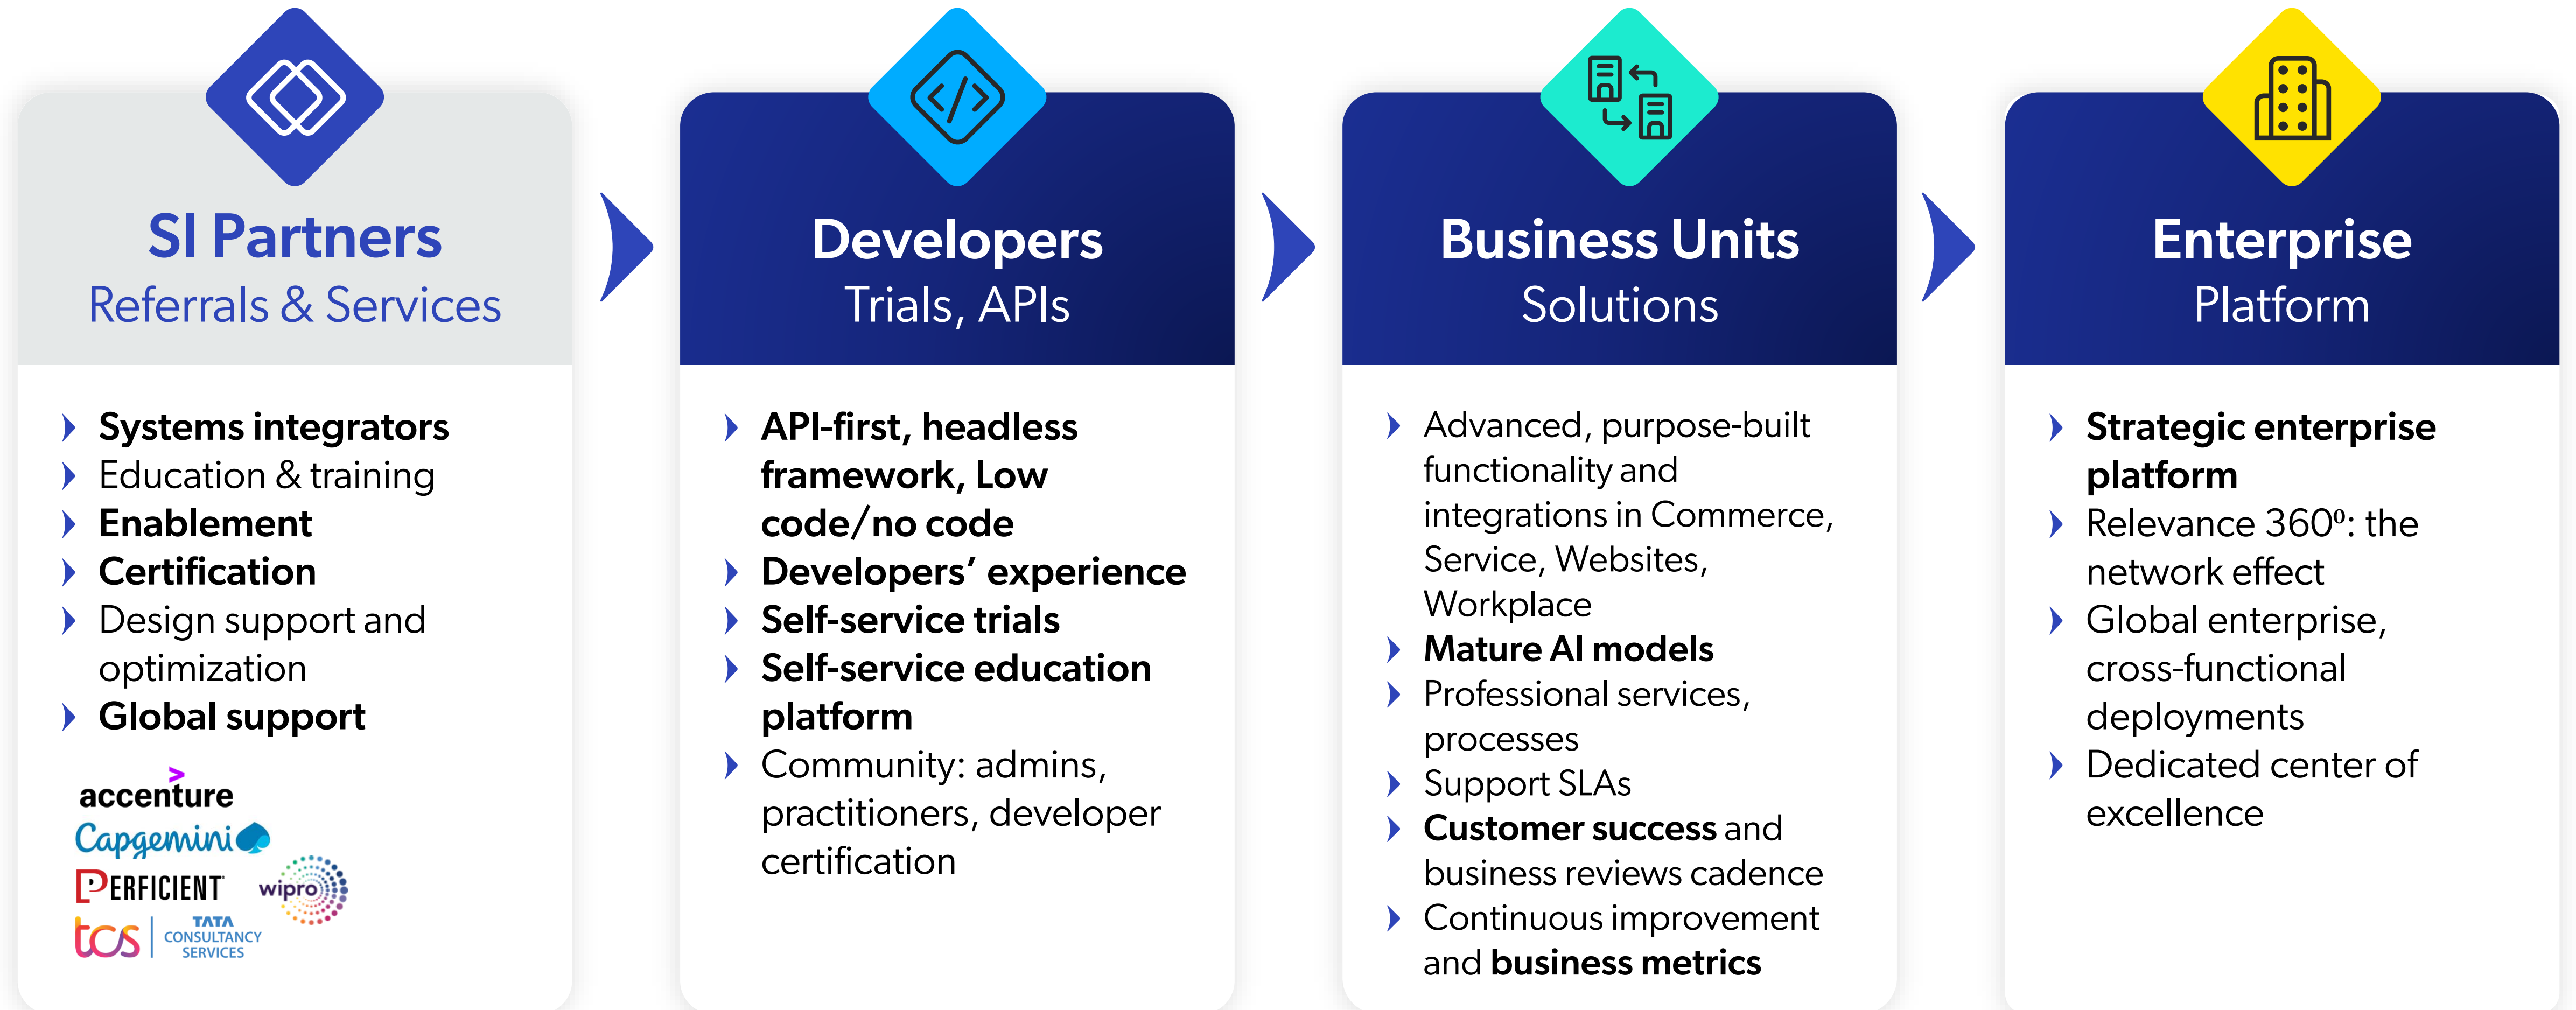 SI Partners
Referrals & Services
Systems integrators
Education & training
Enablement
Certification
Design support and
optimization
Global support
accenture
Capgemini
PERFICIENT
wipro
tcs
TATA
CONSULTANCY
SERVICES
Developers
Trials, APIs
API-first, headless
framework, Low
code/no code
Developers’ experience
Self-service trials
Self-service education
platform
Community: admins,
practitioners, developer
certification
Business Units
Solutions
Advanced, purpose-built
functionality and
integrations in Commerce,
Service, Websites,
Workplace
Mature AI models
Professional services,
processes
Support SLAs
Customer success and
business reviews cadence
Continuous improvement
and business metrics
Enterprise
Platform
Strategic enterprise
platform
Relevance 360⁰: the
network effect
Global enterprise,
cross-functional
deployments
Dedicated center of
excellence